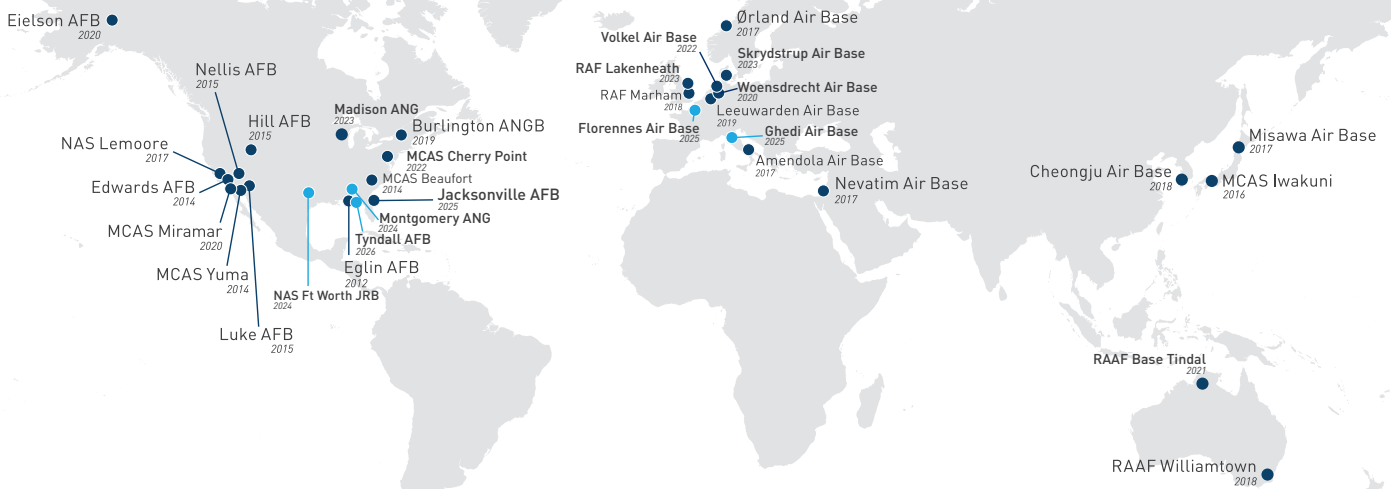 Eielson AFB
2020
Nellis AFB
2015
Hill AFB
2015
NAS Lemoore
2017
Edwards AFB
2014
MCAS Miramar
2020
MCAS Yuma
2014
Luke AFB
2015
Madison ANG
2023
Burlington ANGB
2019
MCAS Cherry Point
2022
MCAS Beaufort
2014
Jacksonville AFB
2025
Montgomery ANG
2024
Tyndall AFB
2026
Eglin AFB
2012
NAS Ft Worth JRB
2024
Ørland Air Base
2017
Volkel Air Base
2022
Skrydstrup Air Base
2023
RAF Lakenheath
2023
RAF Marham
2018
Woensdrecht Air Base
2020
Leeuwarden Air Base
2019
Florennes Air Base
2025
Ghedi Air Base
2025
Amendola Air Base
2017
Nevatim Air Base
2017
Misawa Air Base
2017
Cheongju Air Base
2018
MCAS Iwakuni
2016
RAAF Base Tindal
2021
RAAF Williamtown
2018